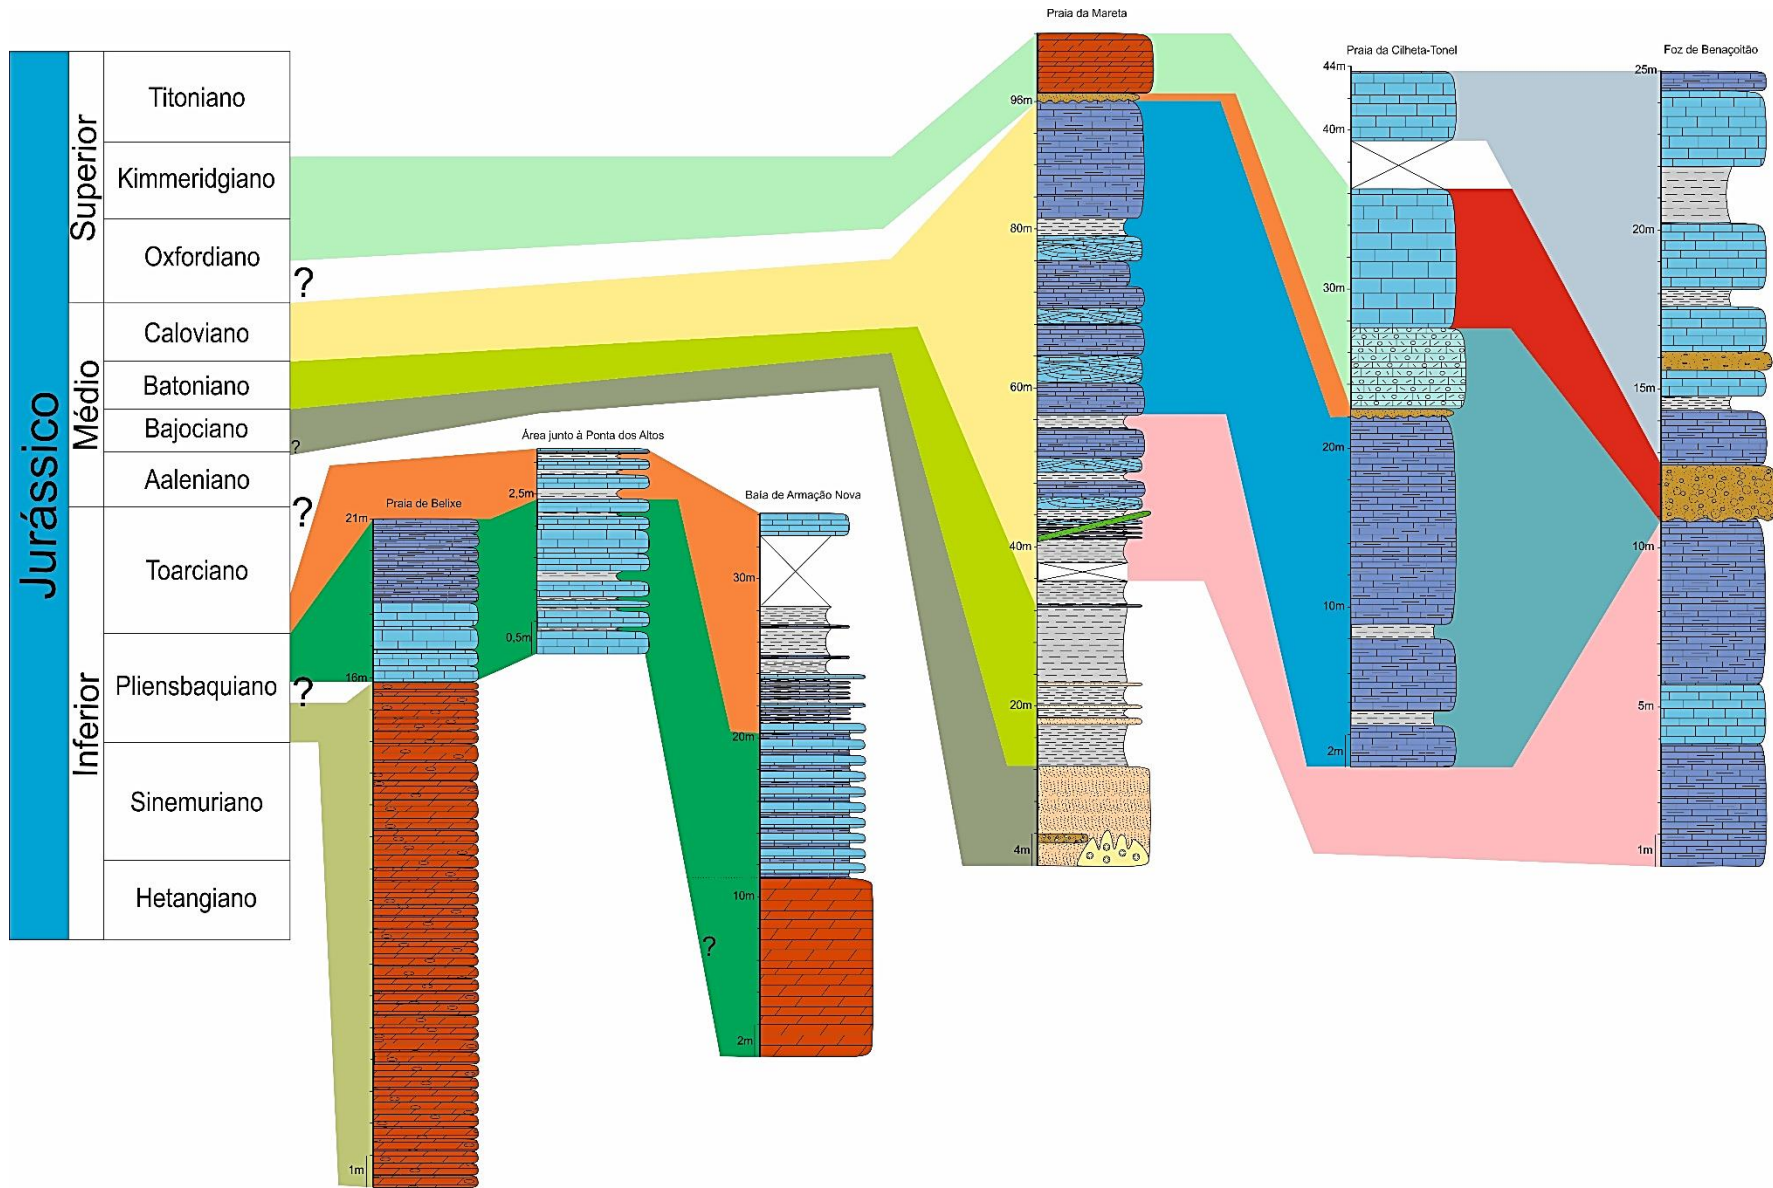 Jurássico
Superior
Médio
Inferior
Titoniano
Kimmeridgiano
Oxfordiano
Caloviano
Batoniano
Bajociano
Aaleniano
Toarciano
Pliensbaquiano
Sinemuriano
Hetangiano
?
?
?
?
Praia de Belixe
21m
16m
1m
Área junto à Ponta dos Altos
2,5m
0,5m
Baia de Armação Nova
30m
20m
10m
2m
?
Praia da Mareta
96m
80m
60m
40m
20m
4m
Praia da Cilheta-Tonel
44m
40m
30m
20m
10m
2m
Foz de Benaçoitão
25m
20m
15m
10m
5m
1m